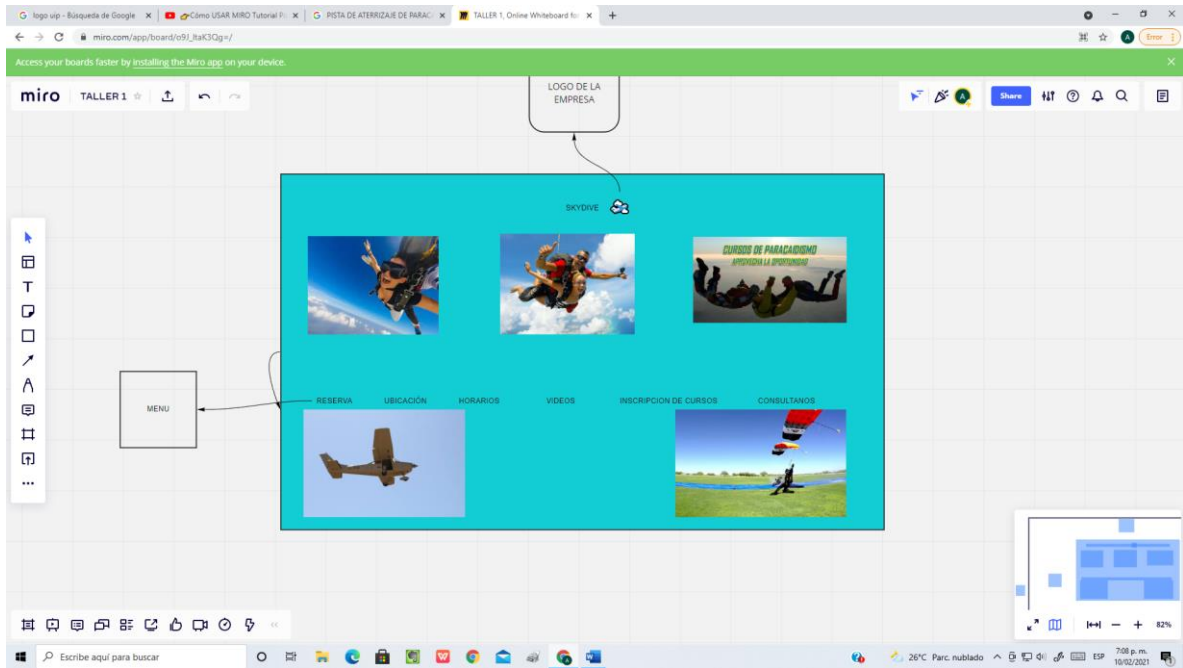 logo uip - Búsqueda de Google
Cómo USAR MIRO Tutorial P
PISTA DE ATERRIZAJE DE PARAC
TALLER 1, Online Whiteboard fo
miro.com/app/board/o9J_ltaK3Qg=/
A
Error
Access your boards faster by installing the Miro app on your device.
miro
TALLER 1
A
Share
LOGO DE LA
EMPRESA
SKYDIVE
CURSOS DE PARACAIDISMO
APROVECHA LA OPORTUNIDAD
MENU
RESERVA
UBICACIÓN
HORARIOS
VIDEOS
INSCRIPCION DE CURSOS
CONSULTANOS
82%
Escribe aquí para buscar
26°C Parc. nublado
ESP
7:08 p. m.
10/02/2021